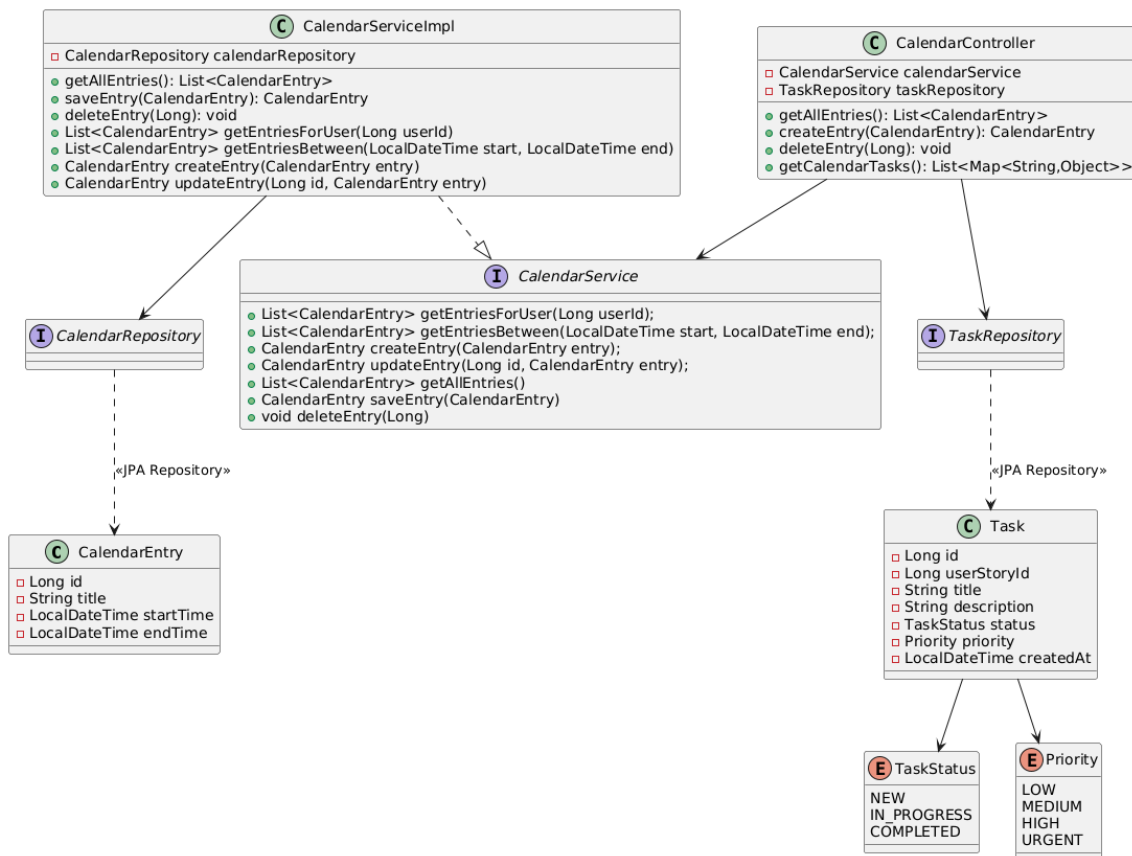 C CalendarServiceImpl
CalendarRepository calendarRepository
getAllEntries(): List<CalendarEntry>
saveEntry(CalendarEntry): CalendarEntry
deleteEntry(Long): void
List<CalendarEntry> getEntriesForUser(Long userId)
List<CalendarEntry> getEntriesBetween(LocalDateTime start, LocalDateTime end)
CalendarEntry createEntry(CalendarEntry entry)
CalendarEntry updateEntry(Long id, CalendarEntry entry)
C CalendarController
CalendarService calendarService
TaskRepository taskRepository
getAllEntries(): List<CalendarEntry>
createEntry(CalendarEntry): CalendarEntry
deleteEntry(Long): void
getCalendarTasks(): List<Map<String,Object>>
I CalendarRepository
I CalendarService
List<CalendarEntry> getEntriesForUser(Long userId);
List<CalendarEntry> getEntriesBetween(LocalDateTime start, LocalDateTime end);
CalendarEntry createEntry(CalendarEntry entry);
CalendarEntry updateEntry(Long id, CalendarEntry entry);
List<CalendarEntry> getAllEntries()
CalendarEntry saveEntry(CalendarEntry)
void deleteEntry(Long)
I TaskRepository
«JPA Repository»
«JPA Repository»
C CalendarEntry
Long id
String title
LocalDateTime startTime
LocalDateTime endTime
C Task
Long id
Long userStoryId
String title
String description
TaskStatus status
Priority priority
LocalDateTime createdAt
E TaskStatus
NEW
IN_PROGRESS
COMPLETED
E Priority
LOW
MEDIUM
HIGH
URGENT